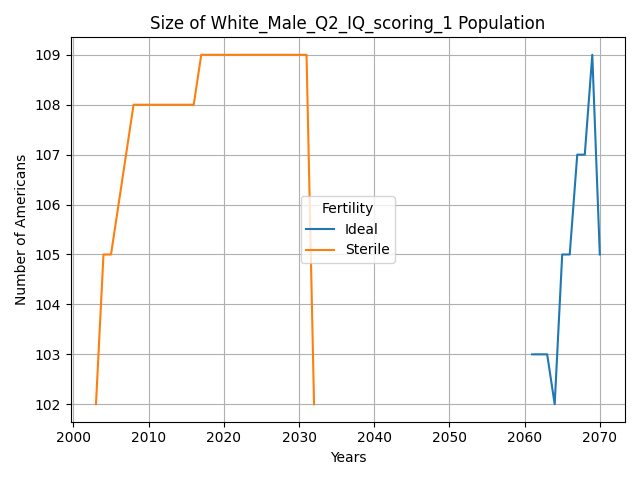 Size of White_Male_Q2_IQ_scoring_1 Population
Number of Americans
109
108
107
106
105
104
103
102
Fertility
Ideal
Sterile
2000 2010 2020 2030 2040 2050 2060 2070
Years